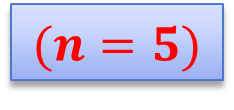 (n = 5)